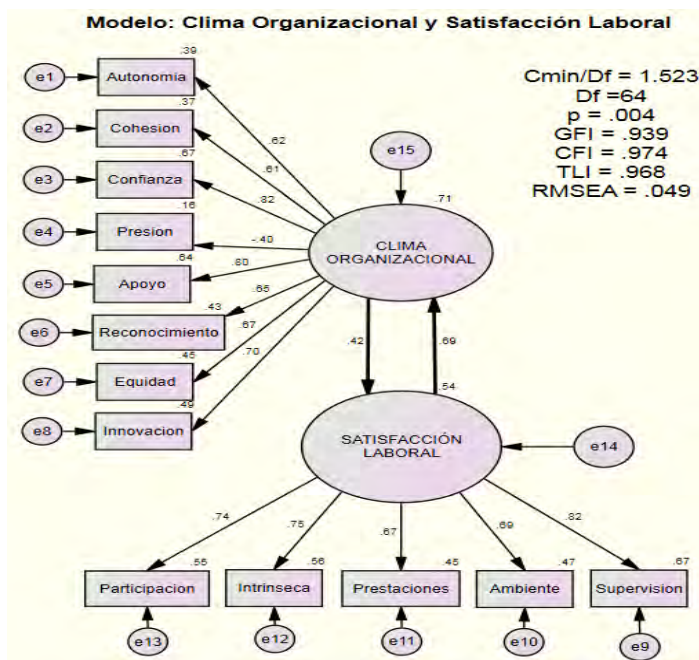 Modelo: Clima Organizacional y Satisfacción Laboral
Cmin/Df = 1.523
Df =64
p = .004
GFI .939
CFI = .974
TLI = .968
RMSEA = .049
e1
Autonomia
.39
.62
e2
Cohesion
.37
.61
e3
Confianza
.67
.82
e4
Presion
.16
-.40
e5
Apoyo
.64
.80
e6
Reconocimiento
.43
.65
e7
Equidad
.45
.67
e8
Innovacion
.49
.70
e15
.71
CLIMA
ORGANIZACIONAL
.42
.69
.54
SATISFACCIÓN
LABORAL
e14
.74
.75
.67
.69
.82
.55
.56
.45
.47
.67
Participacion
Intrinseca
Prestaciones
Ambiente
Supervision
e13
e12
e11
e10
e9